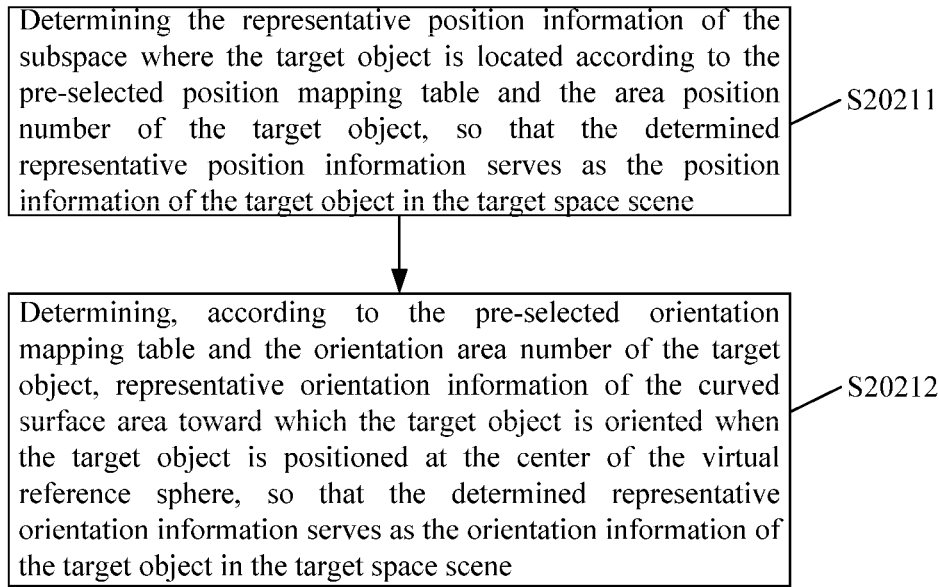 Determining the representative position information of the
subspace where the target object is located according to the
pre-selected position mapping table and the area position
number of the target object, so that the determined
representative position information serves as the position
information of the target object in the target space scene
S20211
Determining, according to the pre-selected orientation
mapping table and the orientation area number of the target
object, representative orientation information of the curved
surface area toward which the target object is oriented when
the target object is positioned at the center of the virtual
reference sphere, so that the determined representative
orientation information serves as the orientation information of
the target object in the target space scene
S20212